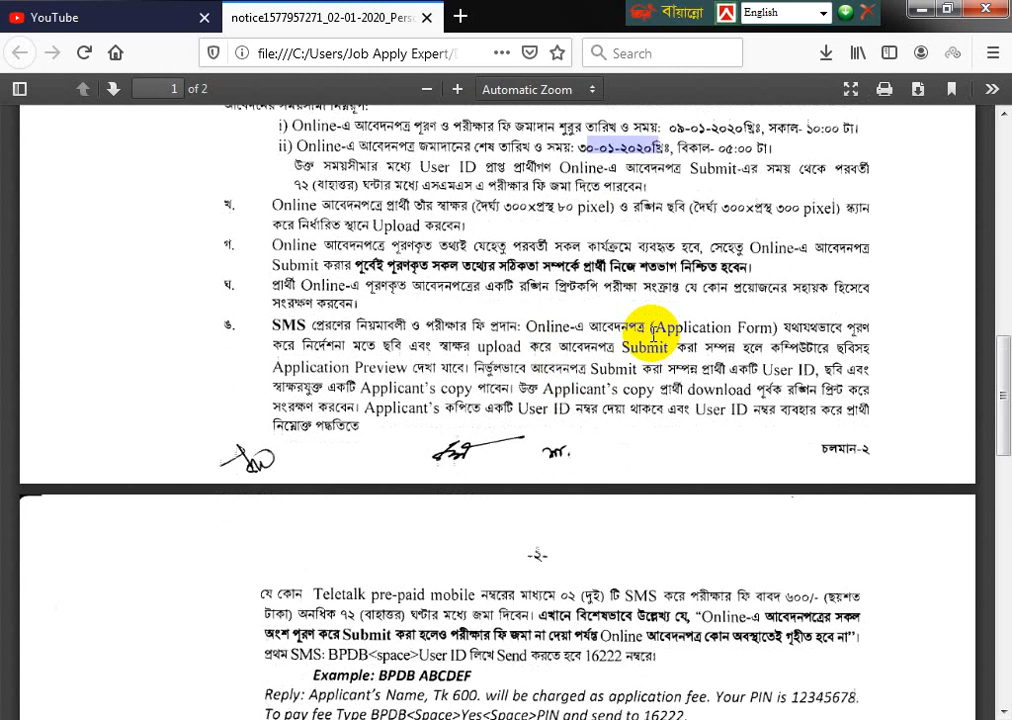 YouTube
notice1577957271_02-01-2020_Pers
বায়ান্নো
English
file:///C:/Users/Job Apply Expert/D
Search
1 of 2
Automatic Zoom
আবেদনের সময়সীমা নিম্নরূপ:
i) Online-এ আবেদনপত্র পূরণ ও পরীক্ষার ফি জমাদান শুরুর তারিখ ও সময়: ০৯-০১-২০২০খ্রিঃ, সকাল- ১০:০০ টা।
ii) Online-এ আবেদনপত্র জমাদানের শেষ তারিখ ও সময়: ৩০-০১-২০২০খ্রিঃ, বিকাল- ০৫:০০ টা।
উক্ত সময়সীমার মধ্যে User ID প্রাপ্ত প্রার্থীগণ Online-এ আবেদনপত্র Submit-এর সময় থেকে পরবর্তী
৭২ (বাহাত্তর) ঘন্টার মধ্যে এসএমএস এ পরীক্ষার ফি জমা দিতে পারবেন।
খ. Online আবেদনপত্রে প্রার্থী তাঁর স্বাক্ষর (দৈর্ঘ্য ৩০০×প্রস্থ ৮০ pixel) ও রঙ্গিন ছবি (দৈর্ঘ্য ৩০০×প্রস্থ ৩০০ pixel) স্ক্যান
করে নির্ধারিত স্থানে Upload করবেন।
গ. Online আবেদনপত্রে পূরণকৃত তথ্যই যেহেতু পরবর্তী সকল কার্যক্রমে ব্যবহৃত হবে, সেহেতু Online-এ আবেদনপত্র
Submit করার পূর্বেই পূরণকৃত সকল তথ্যের সঠিকতা সম্পর্কে প্রার্থী নিজে শতভাগ নিশ্চিত হবেন।
ঘ. প্রার্থী Online-এ পূরণকৃত আবেদনপত্রের একটি রঙ্গিন প্রিন্টকপি পরীক্ষা সংক্রান্ত যে কোন প্রয়োজনের সহায়ক হিসেবে
সংরক্ষণ করবেন।
ঙ. SMS প্রেরণের নিয়মাবলী ও পরীক্ষার ফি প্রদান: Online-এ আবেদনপত্র (Application Form) যথাযথভাবে পূরণ
করে নির্দেশনা মতে ছবি এবং স্বাক্ষর upload করে আবেদনপত্র Submit করা সম্পন্ন হলে কম্পিউটারে ছবিসহ
Application Preview দেখা যাবে। নির্ভুলভাবে আবেদনপত্র Submit করা সম্পন্ন প্রার্থী একটি User ID, ছবি এবং
স্বাক্ষরযুক্ত একটি Applicant's copy পাবেন। উক্ত Applicant's copy প্রার্থী download পূর্বক রঙ্গিন প্রিন্ট করে
সংরক্ষণ করবেন। Applicant's কপিতে একটি User ID নম্বর দেয়া থাকবে এবং User ID নম্বর ব্যবহার করে প্রার্থী
নিম্নোক্ত পদ্ধতিতে
চলমান-২
-২-
যে কোন Teletalk pre-paid mobile নম্বরের মাধ্যমে ০২ (দুই) টি SMS করে পরীক্ষার ফি বাবদ ৬০০/- (ছয়শত
টাকা) অনধিক ৭২ (বাহাত্তর) ঘণ্টার মধ্যে জমা দিবেন। এখানে বিশেষভাবে উল্লেখ্য যে, “Online-এ আবেদনপত্রের সকল
অংশ পূরণ করে Submit করা হলেও পরীক্ষার ফি জমা না দেয়া পর্যন্ত Online আবেদনপত্র কোন অবস্থাতেই গৃহীত হবে না”।
প্রথম SMS: BPDB<space>User ID লিখে Send করতে হবে 16222 নম্বরে।
Example: BPDB ABCDEF
Reply: Applicant's Name, Tk 600. will be charged as application fee. Your PIN is 12345678.
To pay fee Type BPDB<Space>Yes<Space>PIN and send to 16222.